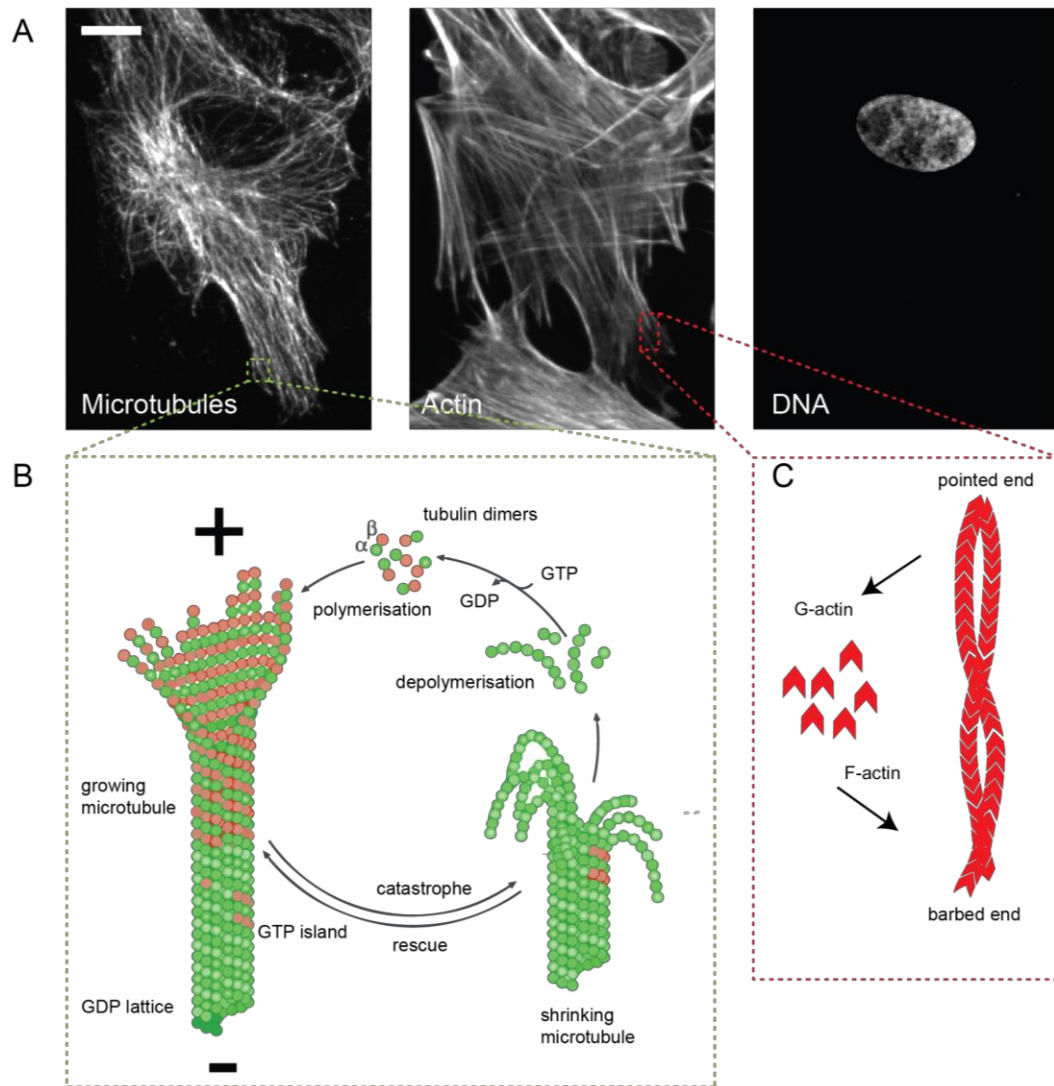 A
Microtubules
Actin
DNA
B
+
β
α
tubulin dimers
polymerisation
GTP
GDP
depolymerisation
growing
microtubule
catastrophe
GTP island
rescue
GDP lattice
shrinking
microtubule
-
C
pointed end
G-actin
F-actin
barbed end